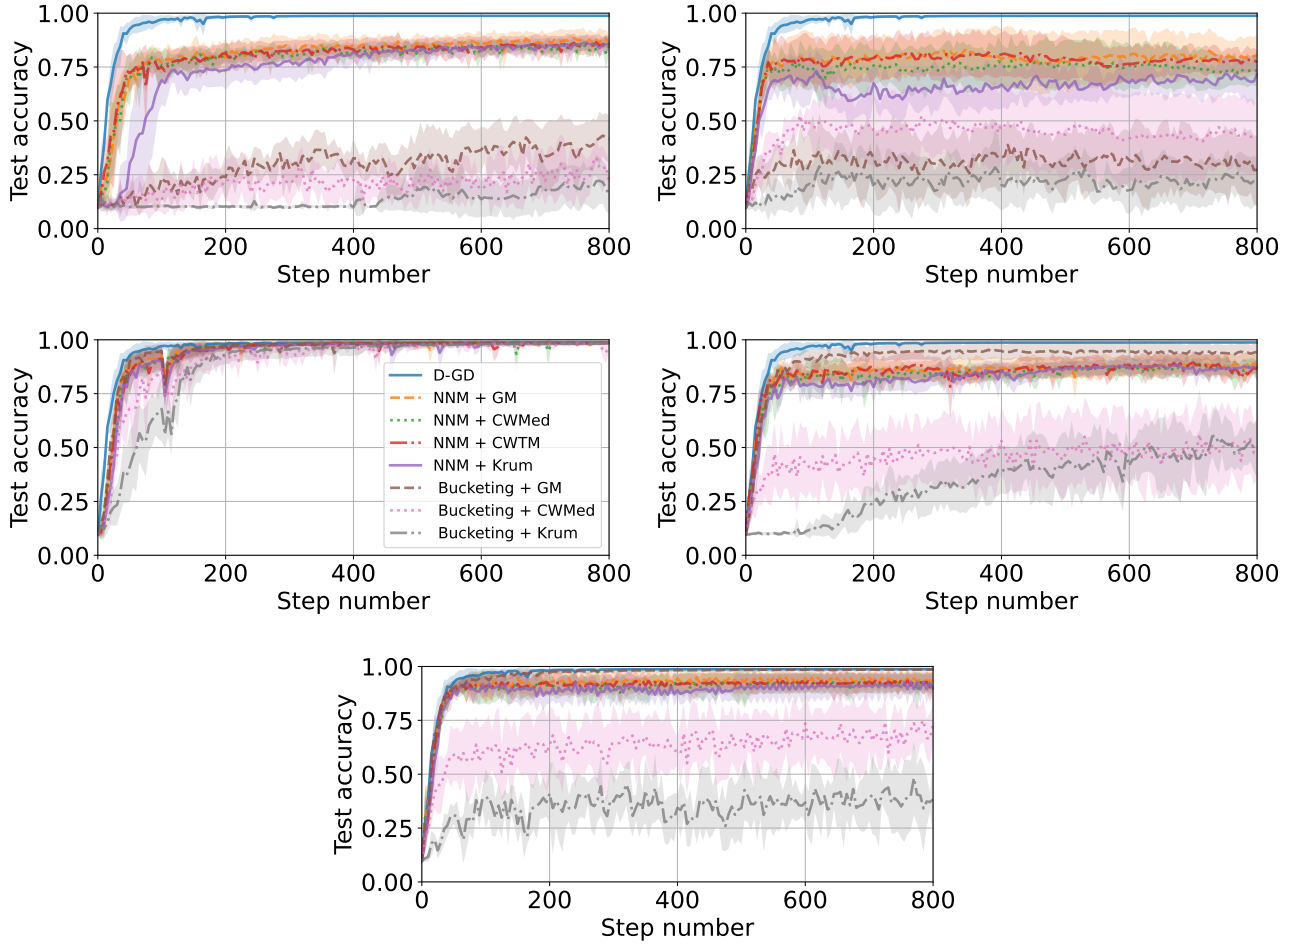 Test accuracy
1.00
0.75
0.50
0.25
0.00
0 200 400 600 800
Step number
Test accuracy
1.00
0.75
0.50
0.25
0.00
0 200 400 600 800
Step number
Test accuracy
1.00
0.75
0.50
0.25
0.00
D-GD
NNM + GM
NNM + CWMed
NNM + CWTM
NNM + Krum
Bucketing + GM
Bucketing + CWMed
Bucketing + Krum
0 200 400 600 800
Step number
Test accuracy
1.00
0.75
0.50
0.25
0.00
0 200 400 600 800
Step number
Test accuracy
1.00
0.75
0.50
0.25
0.00
0 200 400 600 800
Step number